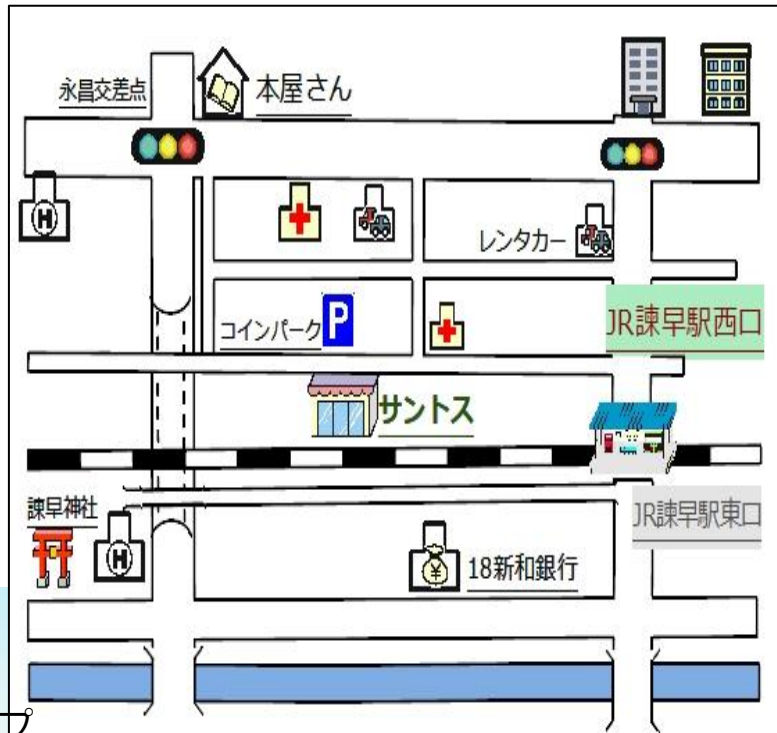 永昌交差点
本屋さん
H
レンタカー
コインパーク P
JR諫早駅西口
サントス
諫早神社
H
JR諫早駅東口
¥
18新和銀行